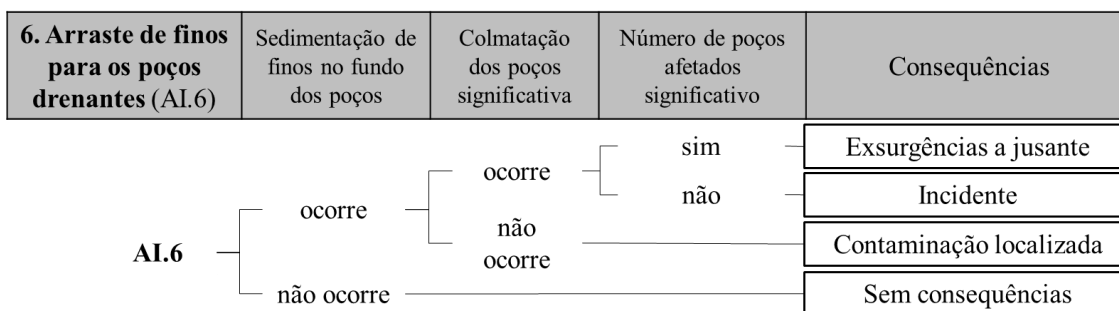 6. Arraste de finos
para os poços
drenantes (AI.6)
Sedimentação de
finos no fundo
dos poços
Colmatação
dos poços
significativa
Número de poços
afetados
significativo
Consequências
sim
Exsurgências a jusante
ocorre
não
Incidente
ocorre
não
ocorre
Contaminação localizada
AI.6
não ocorre
Sem consequências